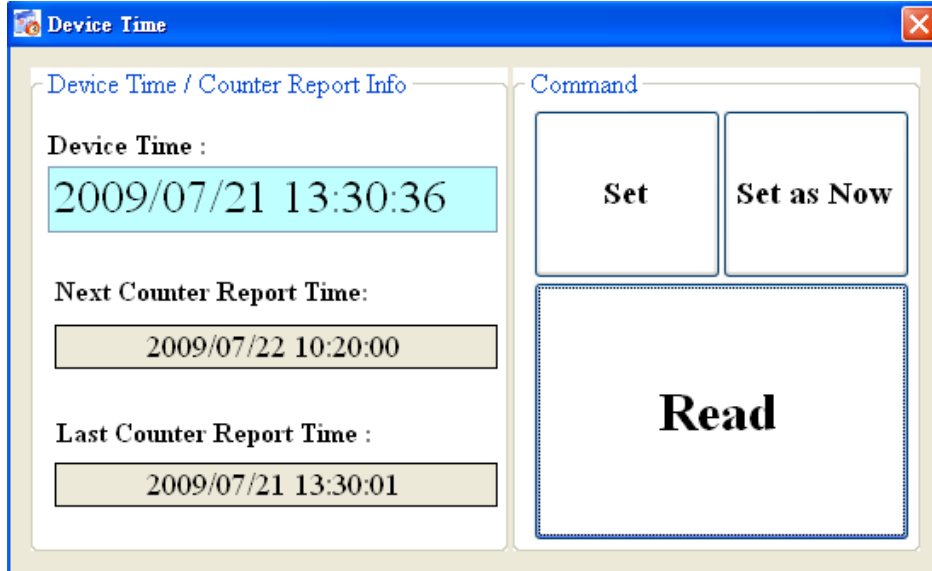 Device Time
Device Time / Counter Report Info
Device Time :
2009/07/21 13:30:36
Next Counter Report Time:
2009/07/22 10:20:00
Last Counter Report Time :
2009/07/21 13:30:01
Command
Set
Set as Now
Read